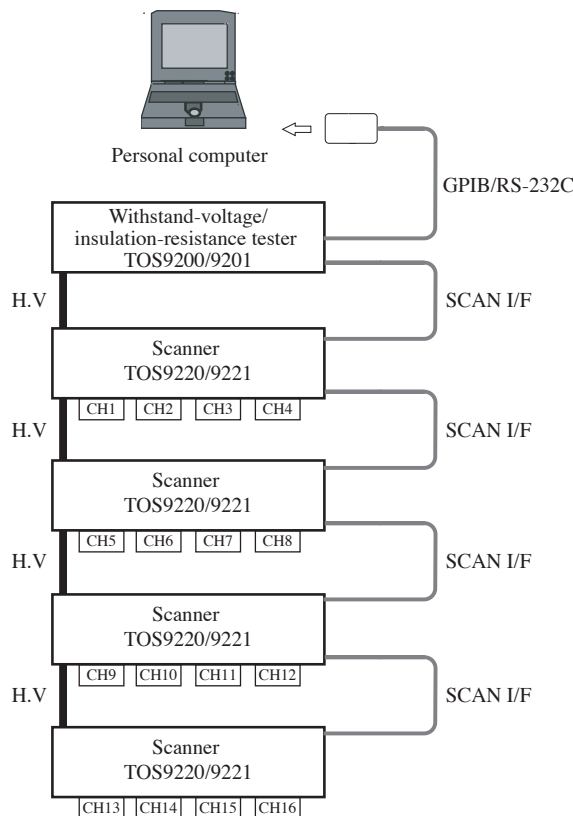 Personal computer
GPIB/RS-232C
Withstand-voltage/
insulation-resistance tester
TOS9200/9201
H.V
SCAN I/F
Scanner
TOS9220/9221
CH1 CH2 CH3 CH4
H.V
SCAN I/F
Scanner
TOS9220/9221
CH5 CH6 CH7 CH8
H.V
SCAN I/F
Scanner
TOS9220/9221
CH9 CH10 CH11 CH12
H.V
SCAN I/F
Scanner
TOS9220/9221
CH13 CH14 CH15 CH16